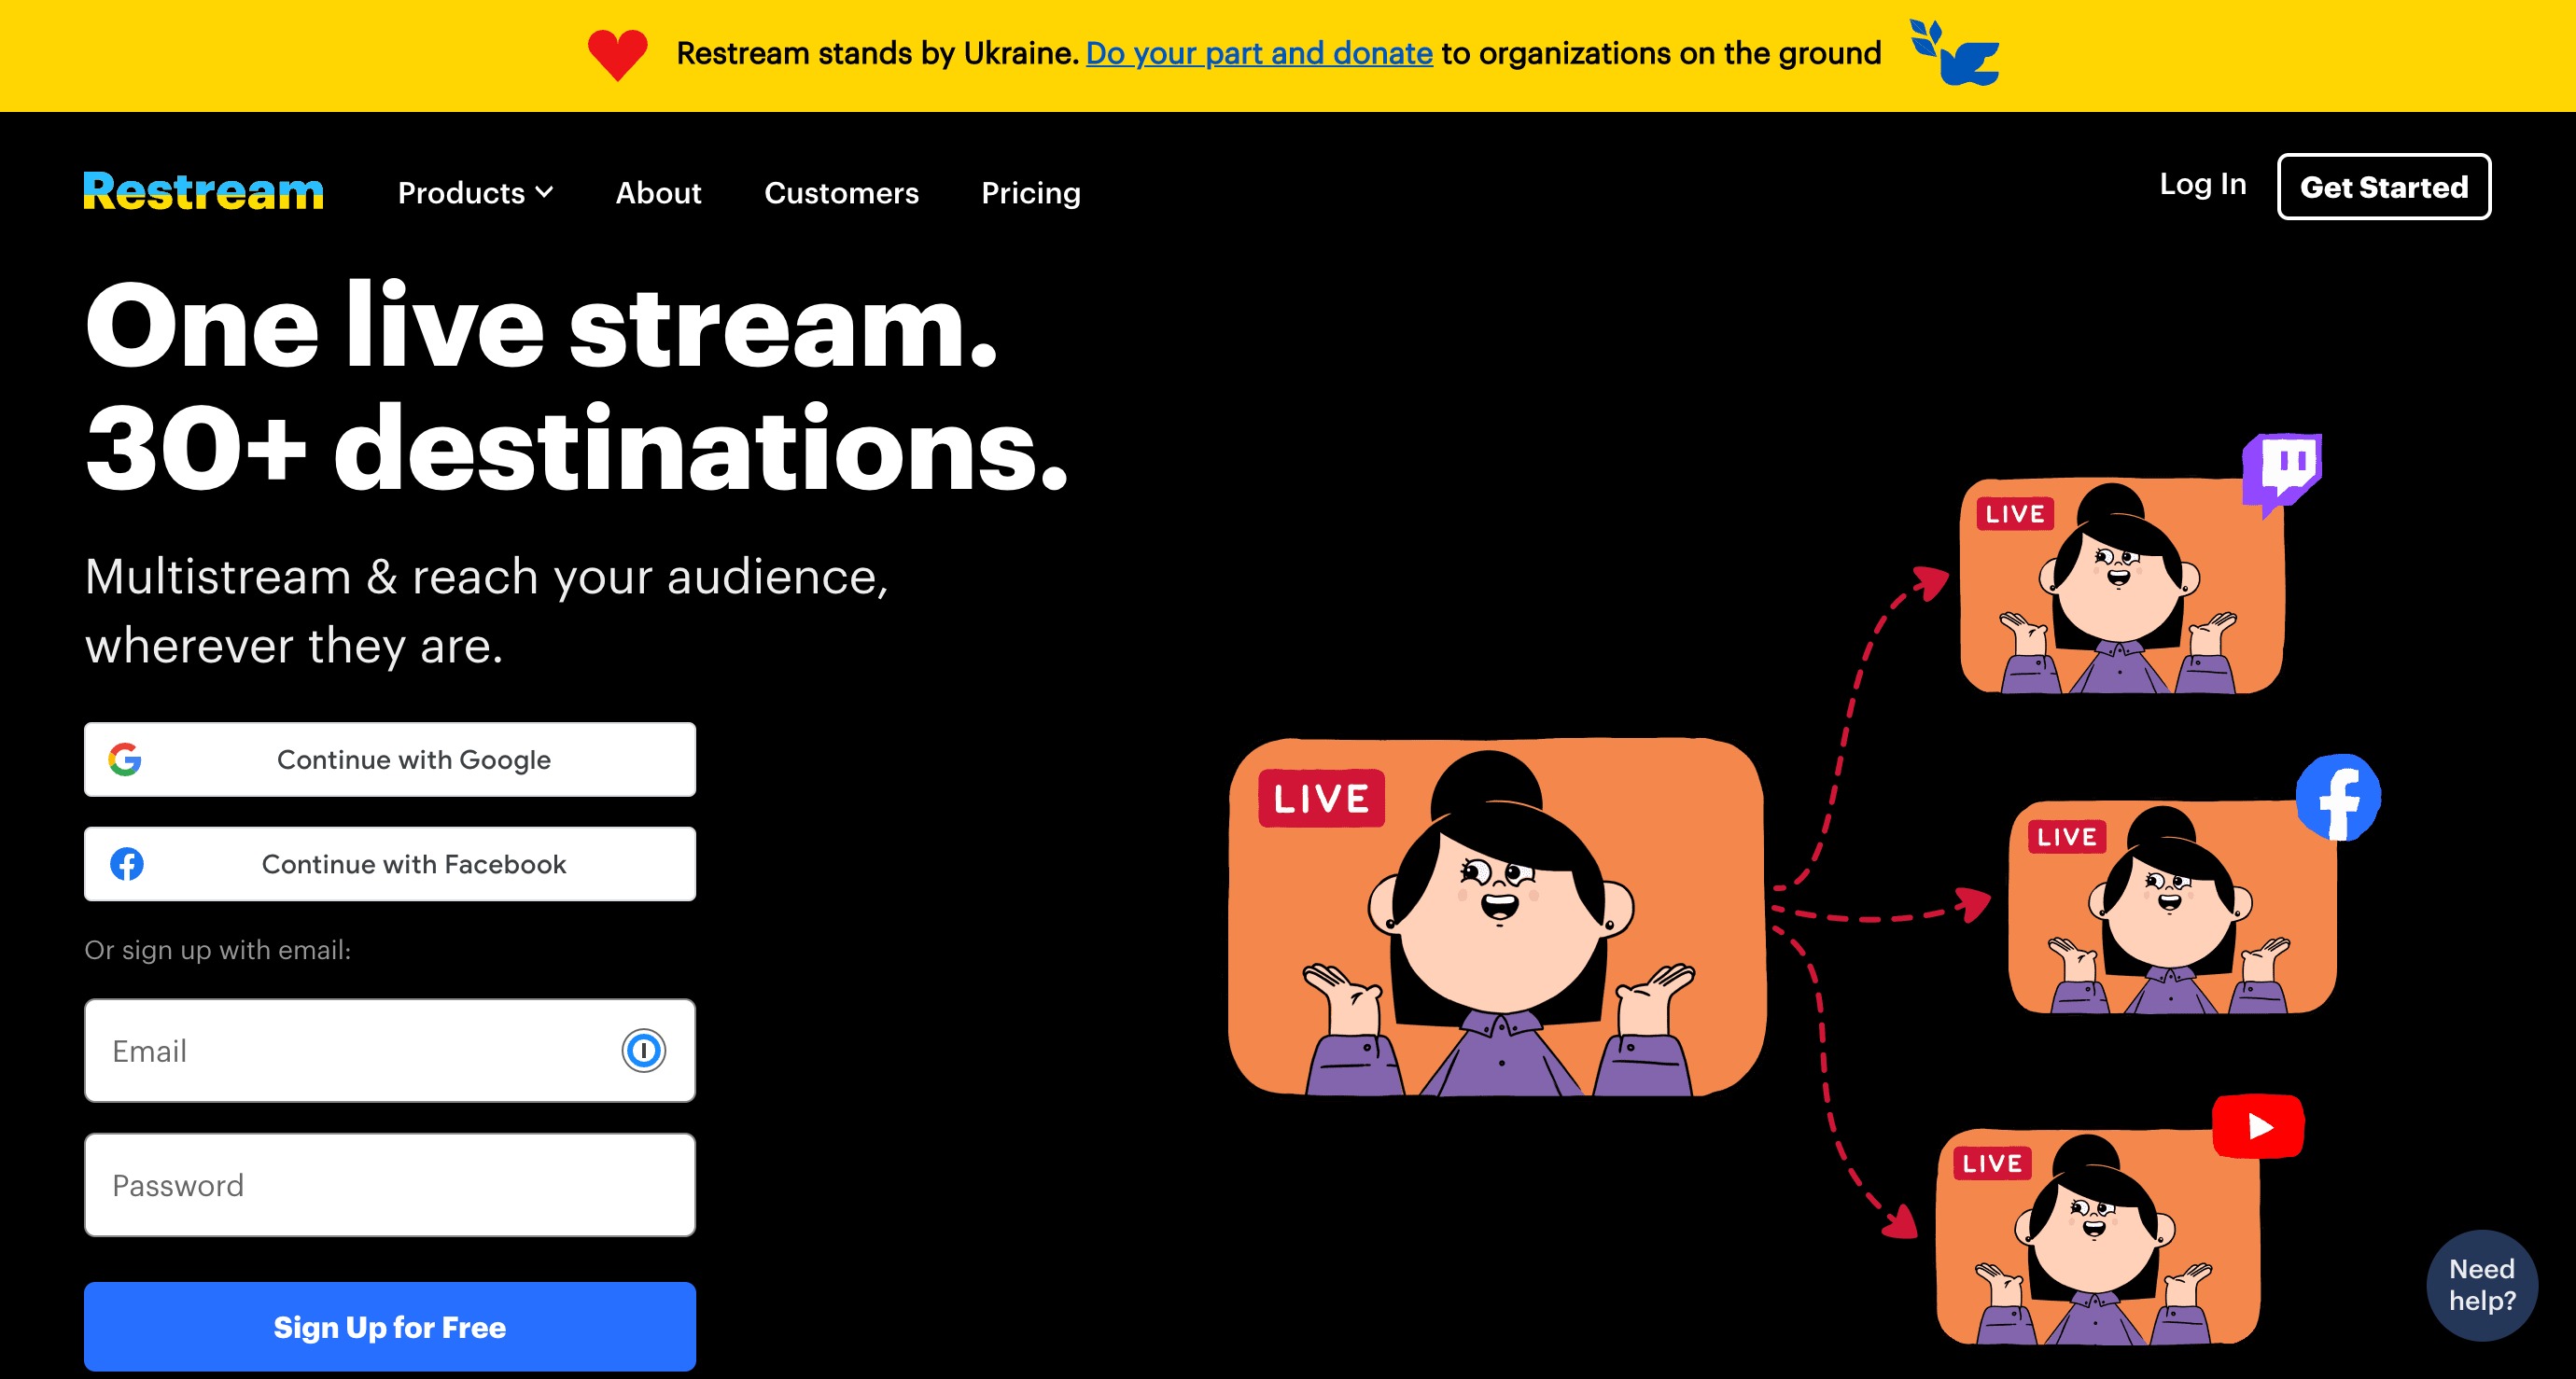 Restream stands by Ukraine. Do your part and donate to organizations on the ground
Restream Products About Customers Pricing Log In Get Started
One live stream.
30+ destinations.
Multistream & reach your audience,
wherever they are.
Continue with Google
Continue with Facebook
Or sign up with email:
Email
Password
Sign Up for Free
LIVE
LIVE
LIVE
LIVE
Need
help?